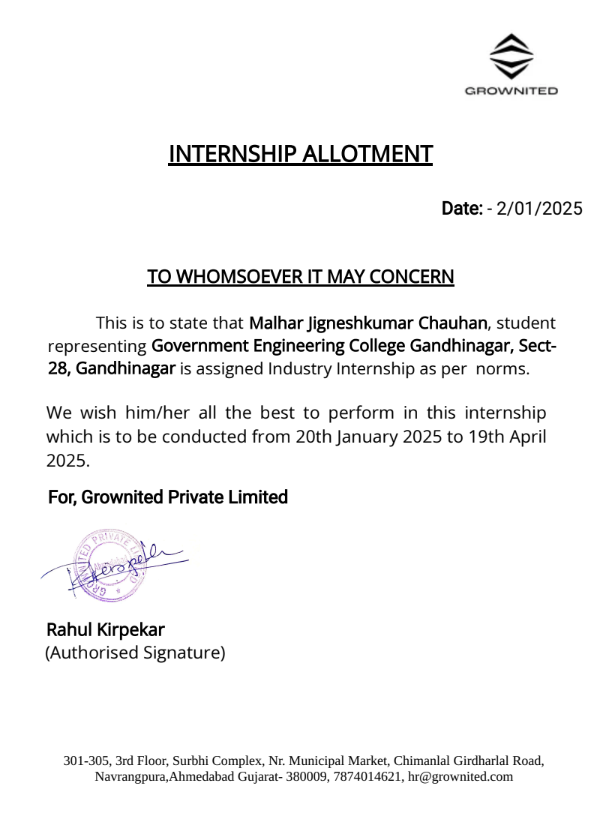 GROWNITED
INTERNSHIP ALLOTMENT
Date: - 2/01/2025
TO WHOMSOEVER IT MAY CONCERN
This is to state that Malhar Jigneshkumar Chauhan, student
representing Government Engineering College Gandhinagar, Sect-
28, Gandhinagar is assigned Industry Internship as per norms.
We wish him/her all the best to perform in this internship
which is to be conducted from 20th January 2025 to 19th April
2025.
For, Grownited Private Limited
GROWNITED PRIVATE LIMITED
Rahul Kirpekar
(Authorised Signature)
301-305, 3rd Floor, Surbhi Complex, Nr. Municipal Market, Chimanlal Girdharlal Road,
Navrangpura,Ahmedabad Gujarat- 380009, 7874014621, hr@grownited.com